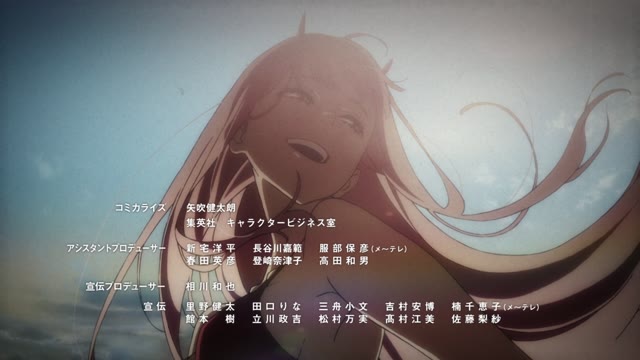 コミカライズ 矢吹健太朗
集英社 キャラクタービジネス室
アシスタントプロデューサー 新宅洋平 長谷川嘉範 服部保彦(メ〜テレ)
春田英彦 登崎奈津子 高田和男
宣伝プロデューサー 相川和也
宣伝 里野健太 田口りな 三舟小文 吉村安博 楠千恵子(メ〜テレ)
館本樹 立川政吉 松村万実 髙村江美 佐藤梨紗